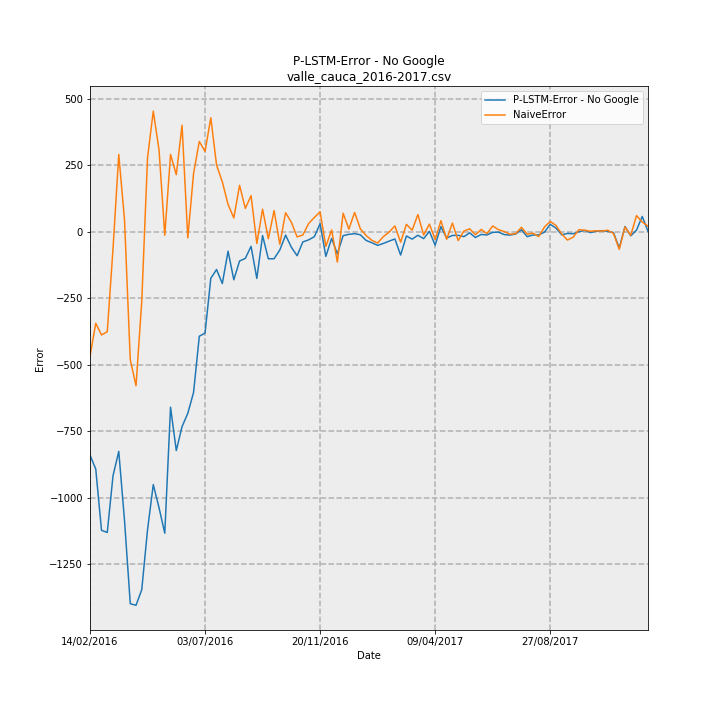 P-LSTM-Error - No Google
valle_cauca_2016-2017.csv
P-LSTM-Error - No Google
NaiveError
500
250
0
−250
−500
−750
−1000
−1250
Error
14/02/2016
03/07/2016
20/11/2016
09/04/2017
27/08/2017
Date